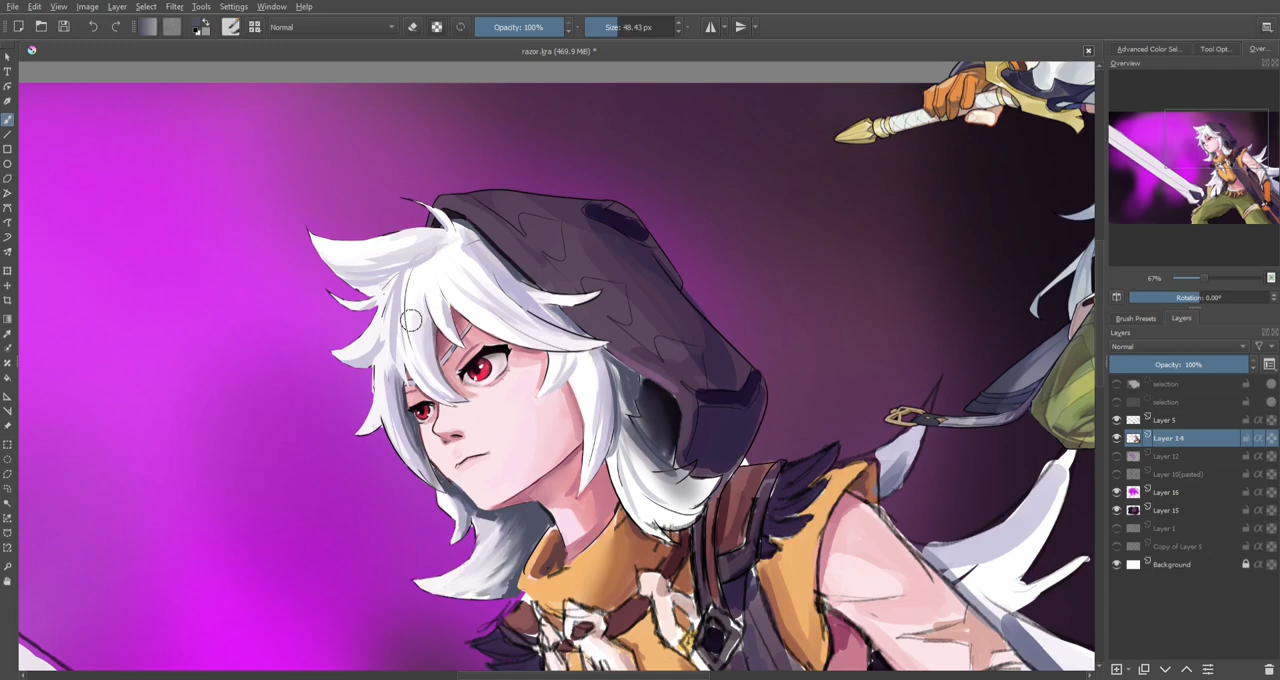 File Edit View Image Layer Select Filter Tools Settings Window Help
Normal Opacity: 100% Size: 48.43 px
razor.kra (469.9 MB) *
Advanced Color Sel... Tool Opt... Over...
Overview
67%
Rotation: 0.00°
Brush Presets Layers
Layers
Normal
Opacity: 100%
selection
selection
Layer 5
Layer 14
Layer 12
Layer 10(pasted)
Layer 16
Layer 15
Layer 1
Copy of Layer 5
Background